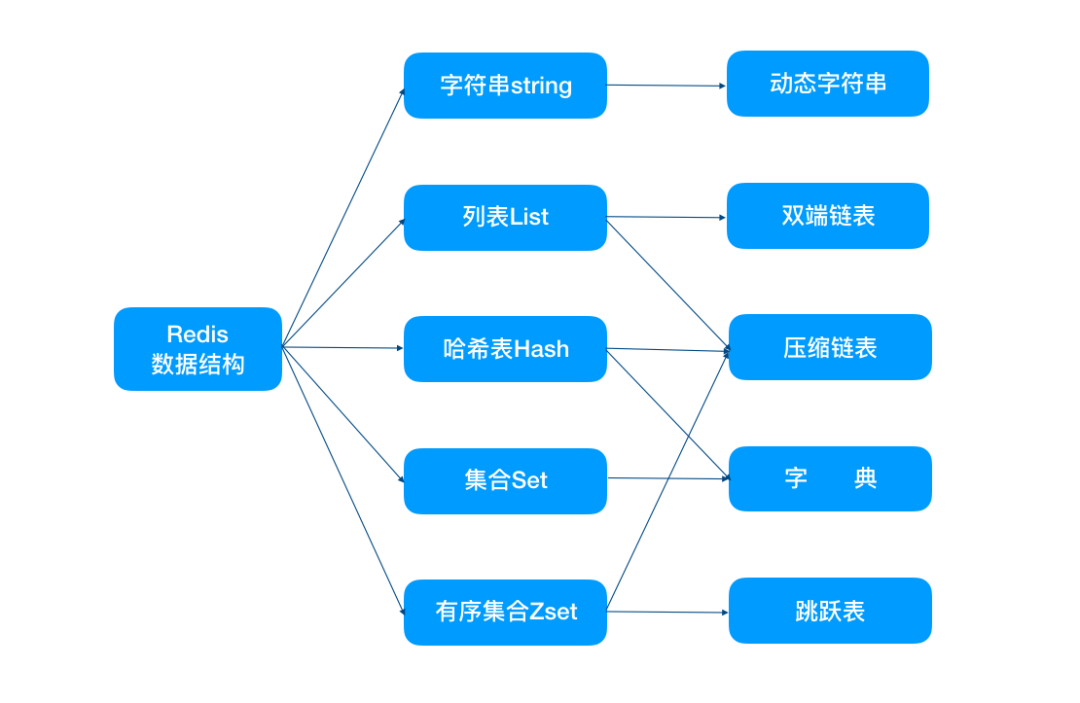 字符串string
动态字符串
列表List
双端链表
Redis
数据结构
哈希表Hash
压缩链表
集合Set
字 典
有序集合Zset
跳跃表